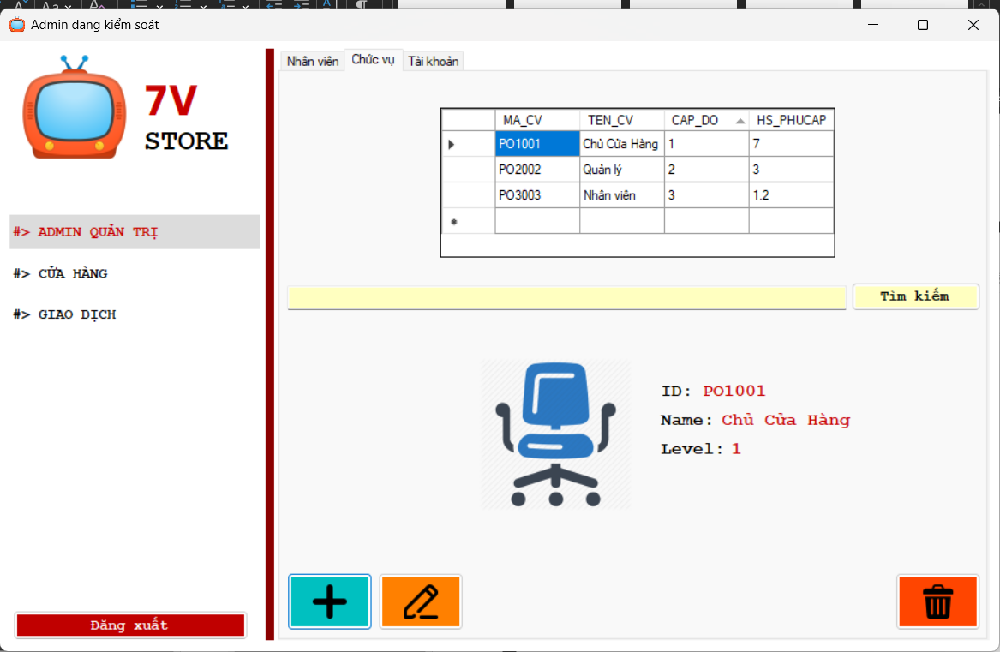 Admin đang kiểm soát
7V
STORE
#> ADMIN QUẢN TRỊ
#> CỬA HÀNG
#> GIAO DỊCH
Đăng xuất
Nhân viên Chức vụ Tài khoản
MA_CV TEN_CV CAP_DO HS_PHUCAP
PO1001 Chủ Cửa Hàng 1 7
PO2002 Quản lý 2 3
PO3003 Nhân viên 3 1.2
Tìm kiếm
ID: PO1001
Name: Chủ Cửa Hàng
Level: 1